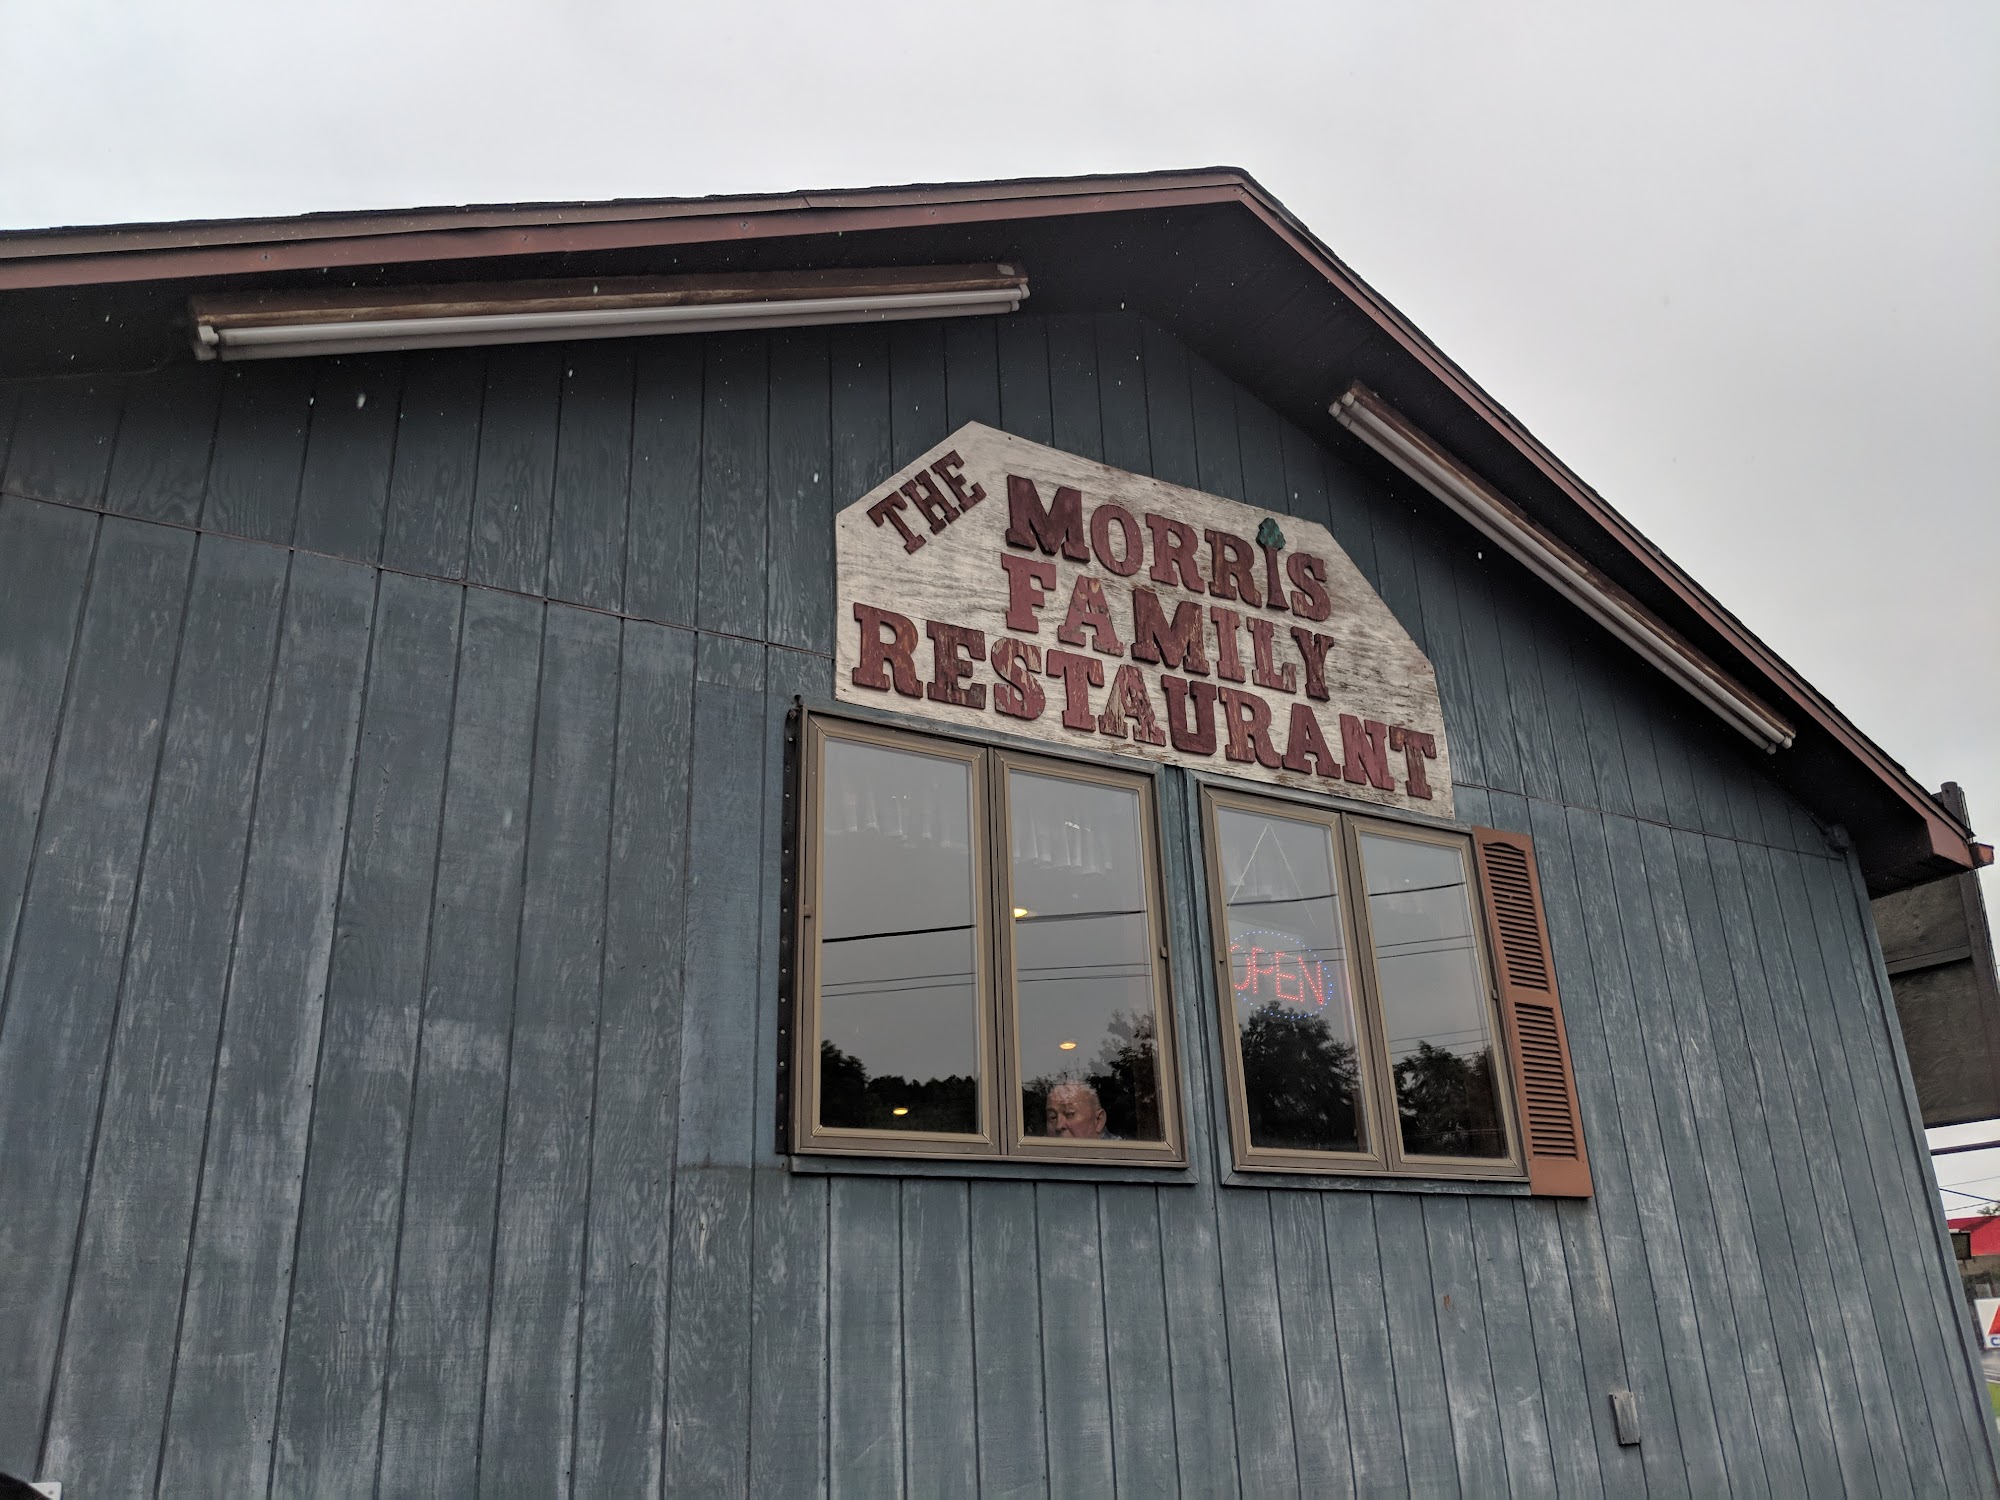 THE
MORRIS
FAMILY
RESTAURANT
OPEN